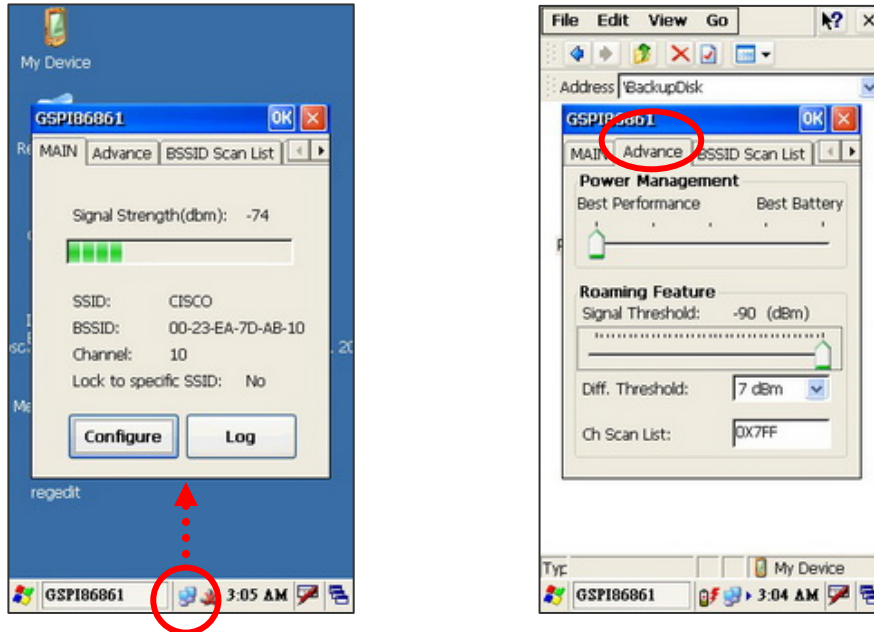 My Device
GSPI86861 OK
Re MAIN Advance BSSID Scan List
Signal Strength(dbm): -74
SSID: CISCO
BSSID: 00-23-EA-7D-AB-10
Channel: 10
Lock to specific SSID: No
Me
Configure Log
regedit
GSPI86861 3:05 AM
File Edit View Go
Address \BackupDisk
GSPI86861 OK
MAIN Advance BSSID Scan List
Power Management
Best Performance Best Battery
Roaming Feature
Signal Threshold: -90 (dBm)
Diff. Threshold: 7 dBm
Ch Scan List: 0X7FF
My Device
GSPI86861 3:04 AM